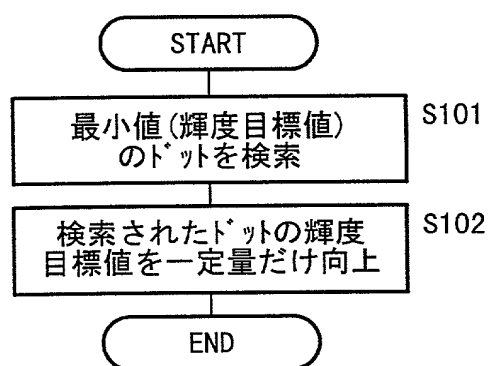 START
最小値(輝度目標値)
のﾄﾞｯﾄを検索
S101
検索されたﾄﾞｯﾄの輝度
目標値を一定量だけ向上
S102
END